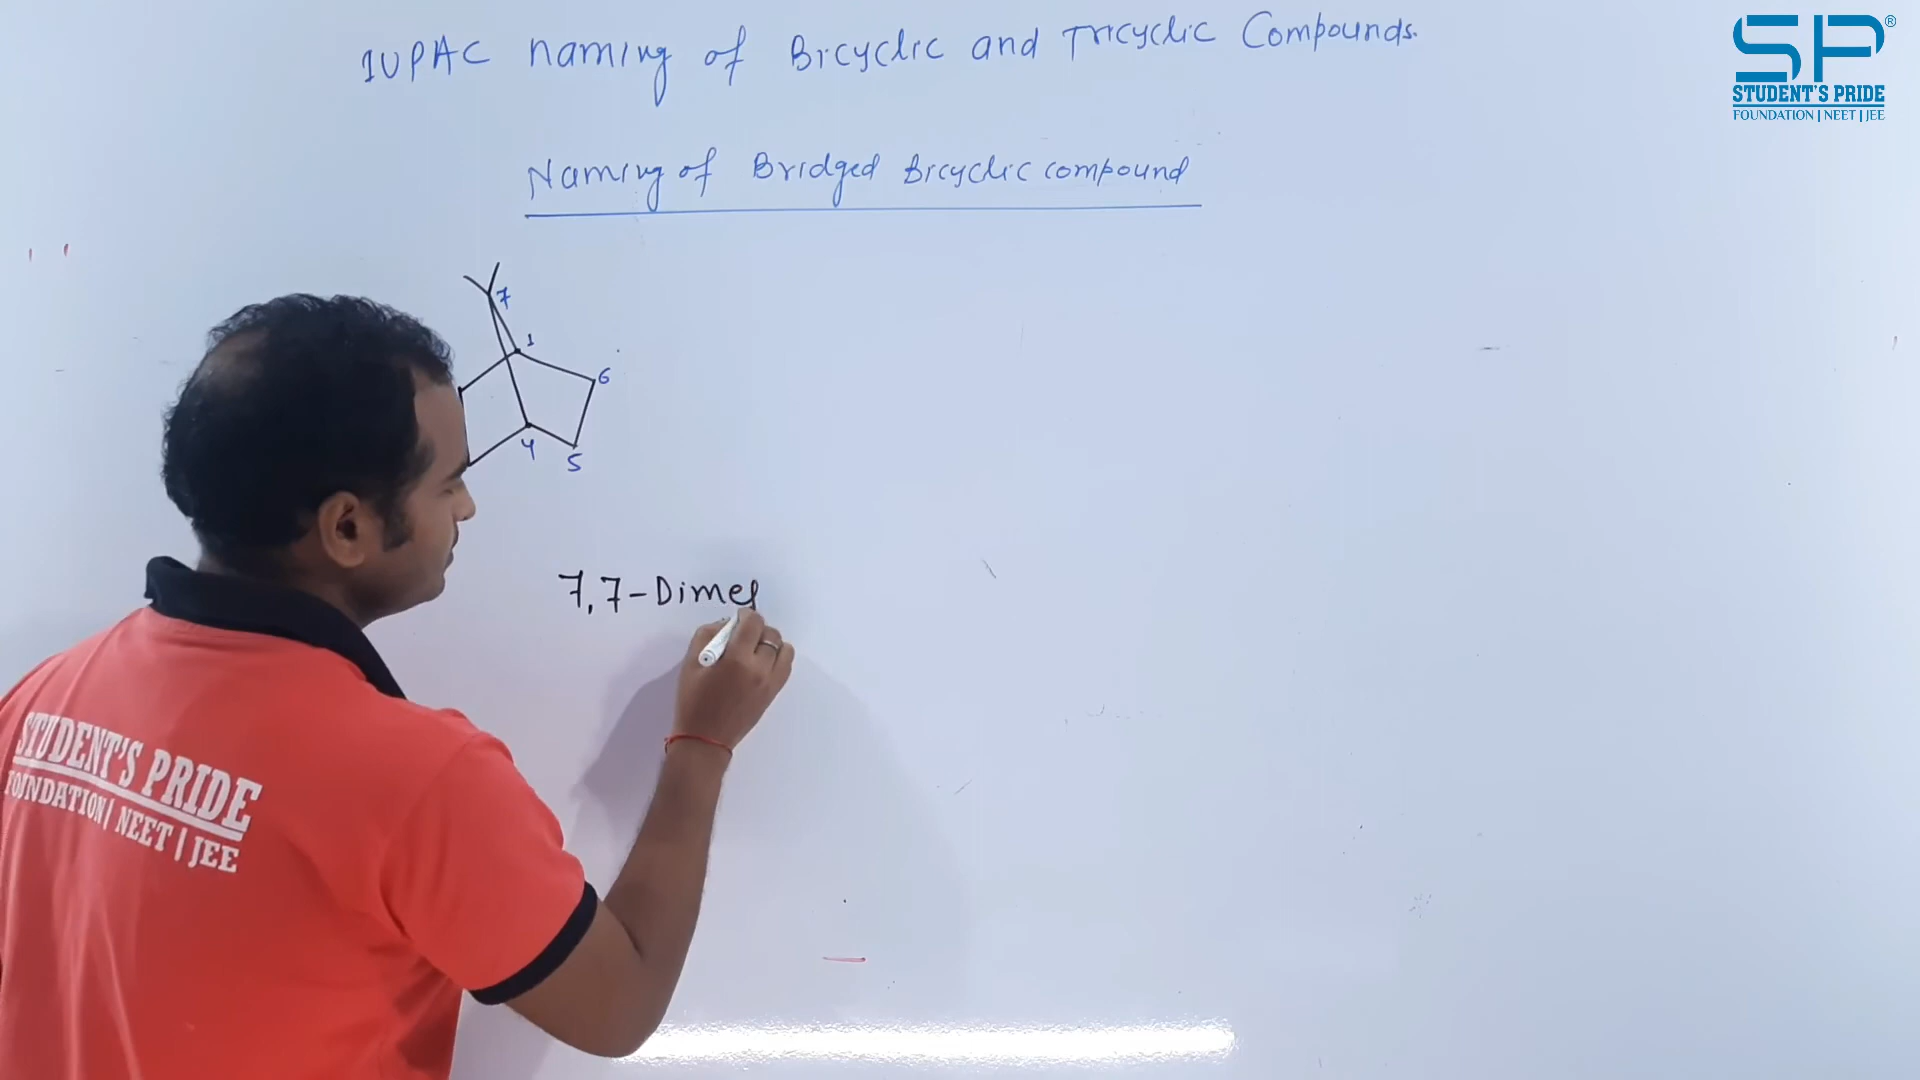 IUPAC naming of Bicyclic and Tricyclic Compounds.
SP®
STUDENT'S PRIDE
FOUNDATION | NEET | JEE
Naming of Bridged Bicyclic compound
7
1
6
4
5
7,7-Dime
STUDENT'S PRIDE
FOUNDATION | NEET | JEE